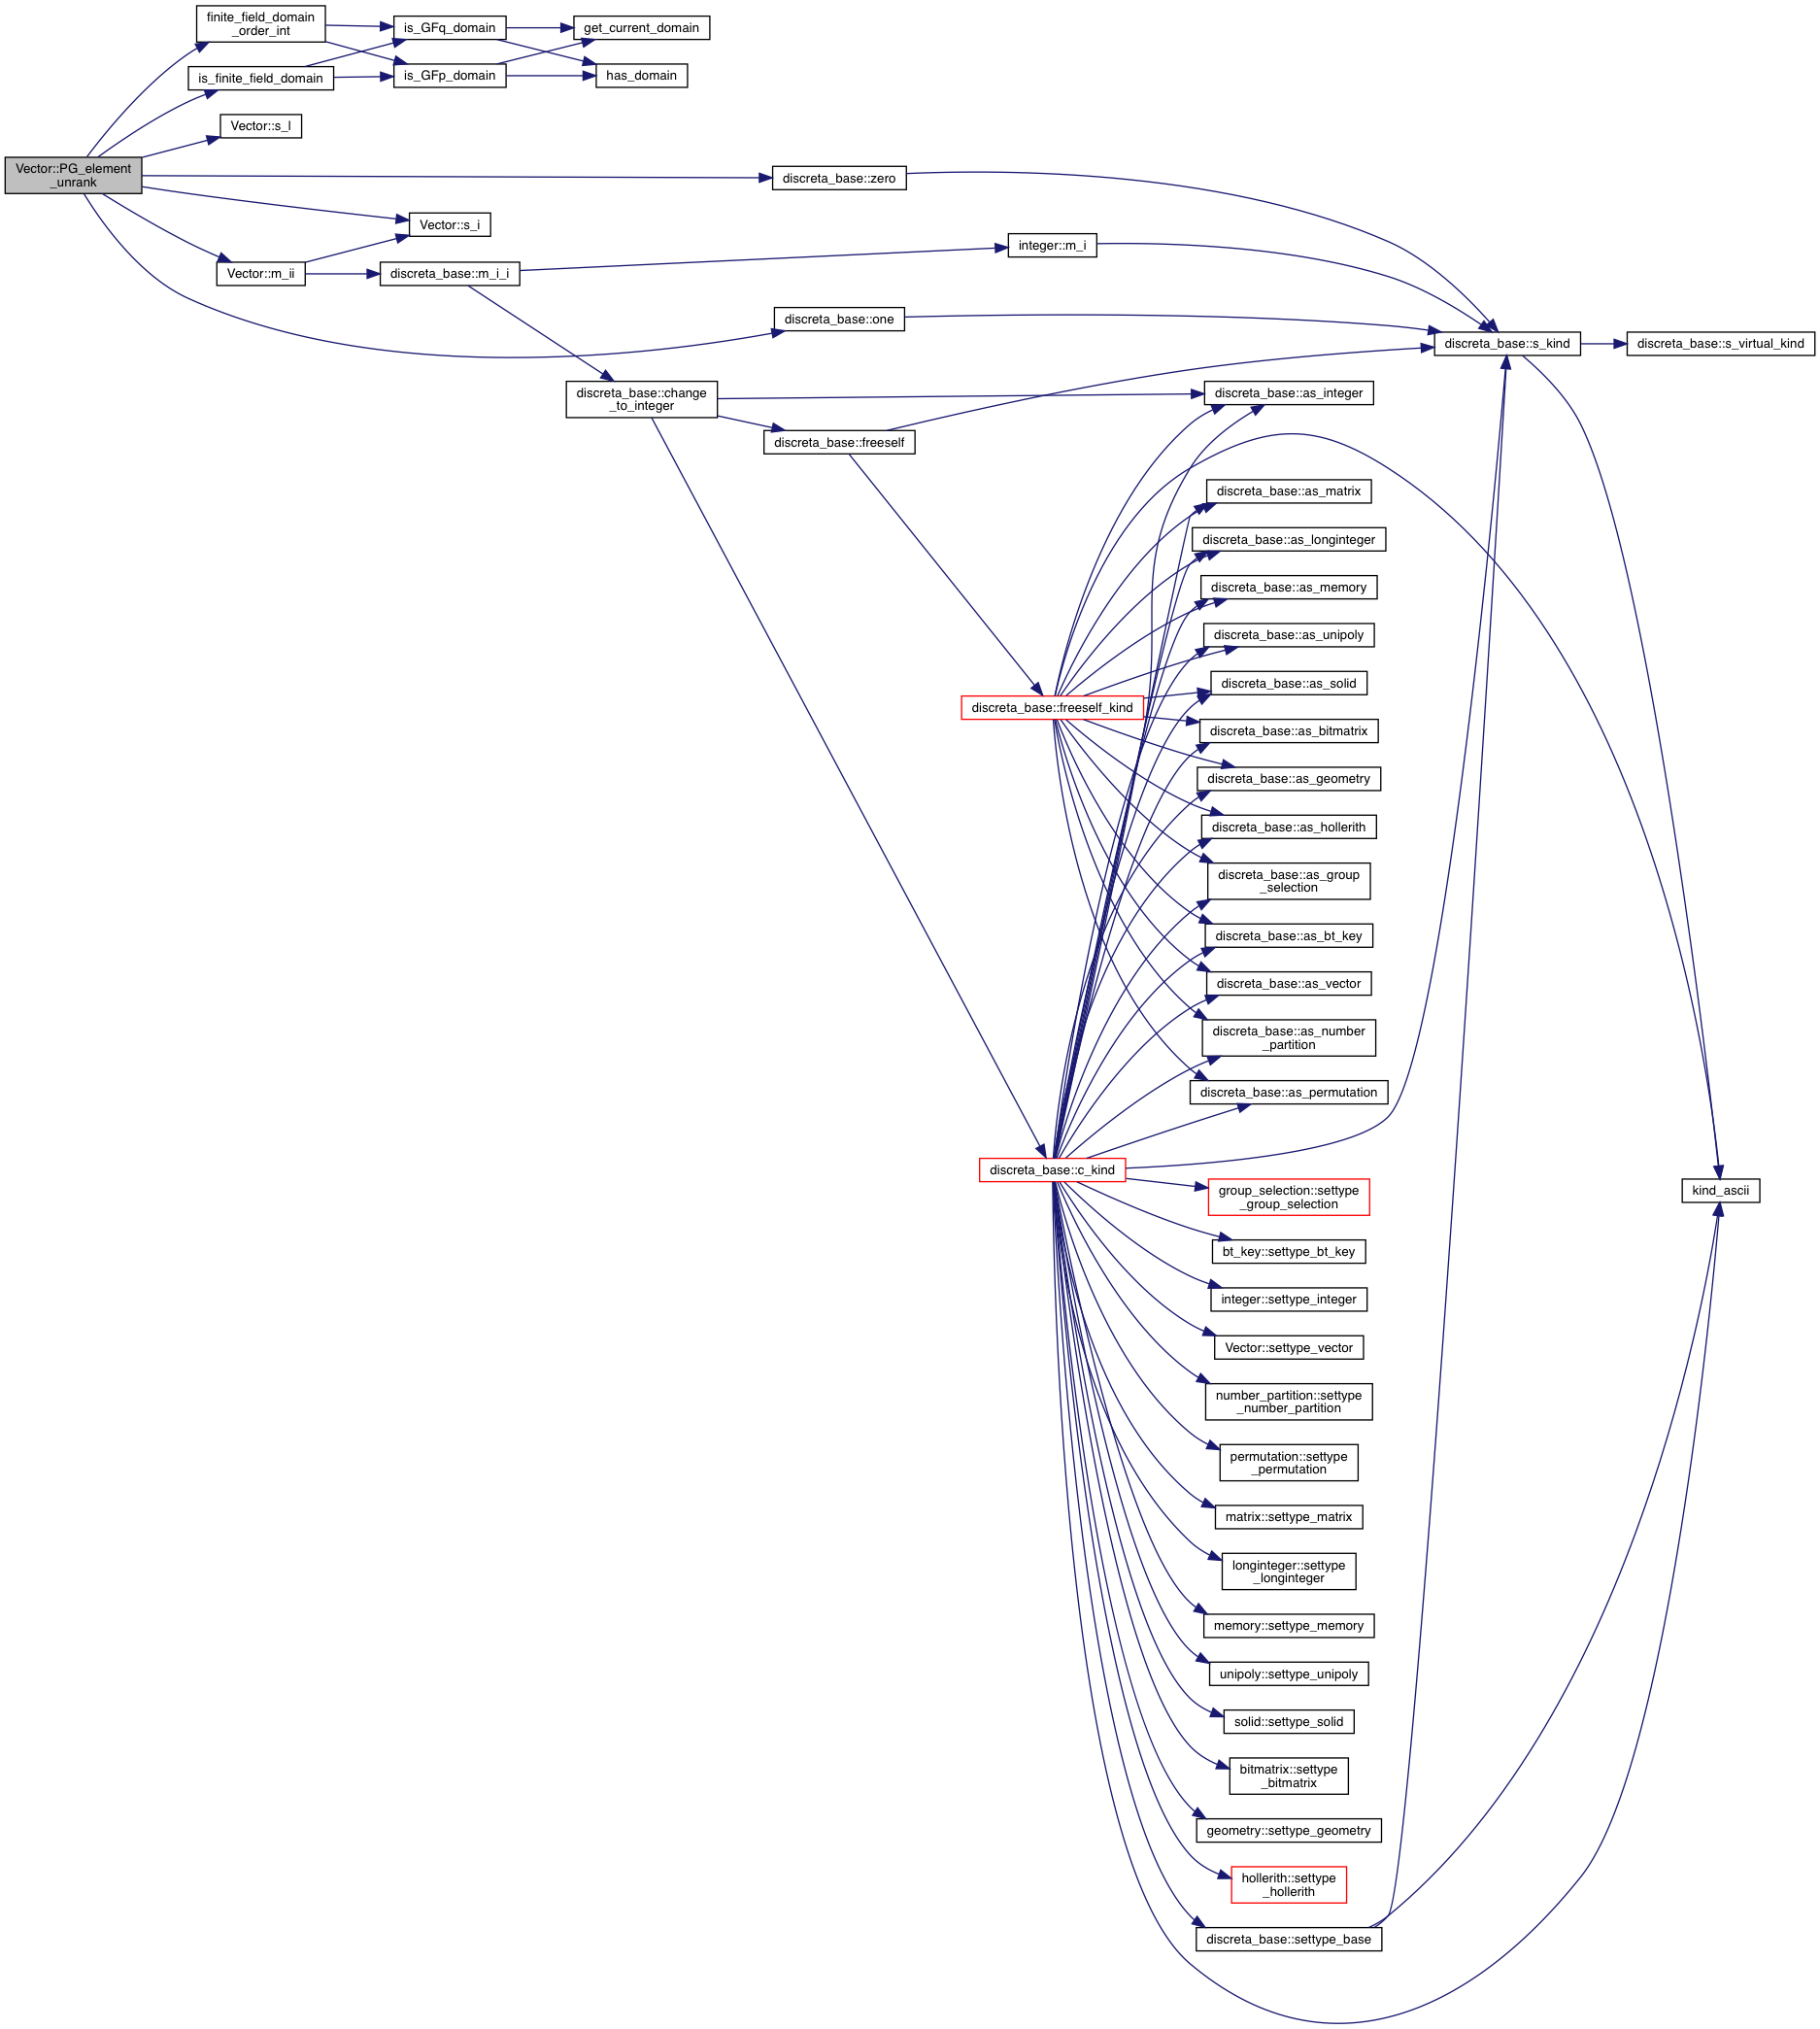 finite_field_domain
_order_int
is_GFq_domain
get_current_domain
is_finite_field_domain
is_GFp_domain
has_domain
Vector::s_l
Vector::PG_element
_unrank
discreta_base::zero
Vector::s_i
integer::m_i
Vector::m_ii
discreta_base::m_i_i
discreta_base::one
discreta_base::s_kind
discreta_base::s_virtual_kind
discreta_base::change
_to_integer
discreta_base::as_integer
discreta_base::freeself
discreta_base::as_matrix
discreta_base::as_longinteger
discreta_base::as_memory
discreta_base::as_unipoly
discreta_base::as_solid
discreta_base::freeself_kind
discreta_base::as_bitmatrix
discreta_base::as_geometry
discreta_base::as_hollerith
discreta_base::as_group
_selection
discreta_base::as_bt_key
discreta_base::as_vector
discreta_base::as_number
_partition
discreta_base::as_permutation
discreta_base::c_kind
kind_ascii
group_selection::settype
_group_selection
bt_key::settype_bt_key
integer::settype_integer
Vector::settype_vector
number_partition::settype
_number_partition
permutation::settype
_permutation
matrix::settype_matrix
longinteger::settype
_longinteger
memory::settype_memory
unipoly::settype_unipoly
solid::settype_solid
bitmatrix::settype
_bitmatrix
geometry::settype_geometry
hollerith::settype
_hollerith
discreta_base::settype_base